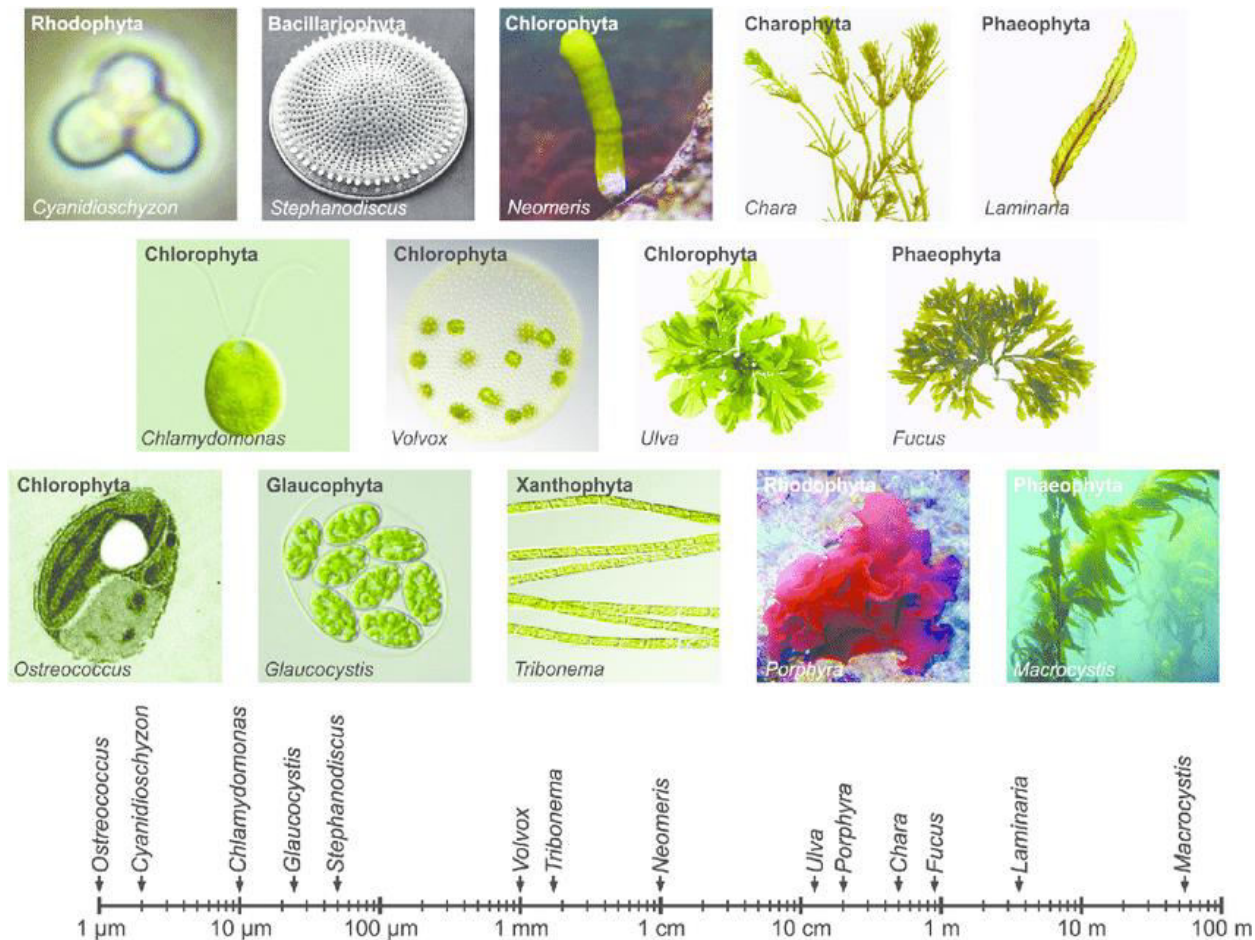 Rhodophyta
Bacillariophyta
Chlorophyta
Charophyta
Phaeophyta
Cyanidioschyzon
Stephanodiscus
Neomeris
Chara
Laminaria
Chlorophyta
Chlorophyta
Chlorophyta
Phaeophyta
Chlamydomonas
Volvox
Ulva
Fucus
Chlorophyta
Glaucophyta
Xanthophyta
Rhodophyta
Phaeophyta
Ostreococcus
Glaucocystis
Tribonema
Porphyra
Macrocystis
Ostreococcus
Cyanidioschyzon
Chlamydomonas
Glaucocystis
Stephanodiscus
Volvox
Tribonema
Neomeris
Ulva
Porphyra
Chara
Fucus
Laminaria
Macrocystis
1 µm
10 µm
100 µm
1 mm
1 cm
10 cm
1 m
10 m
100 m